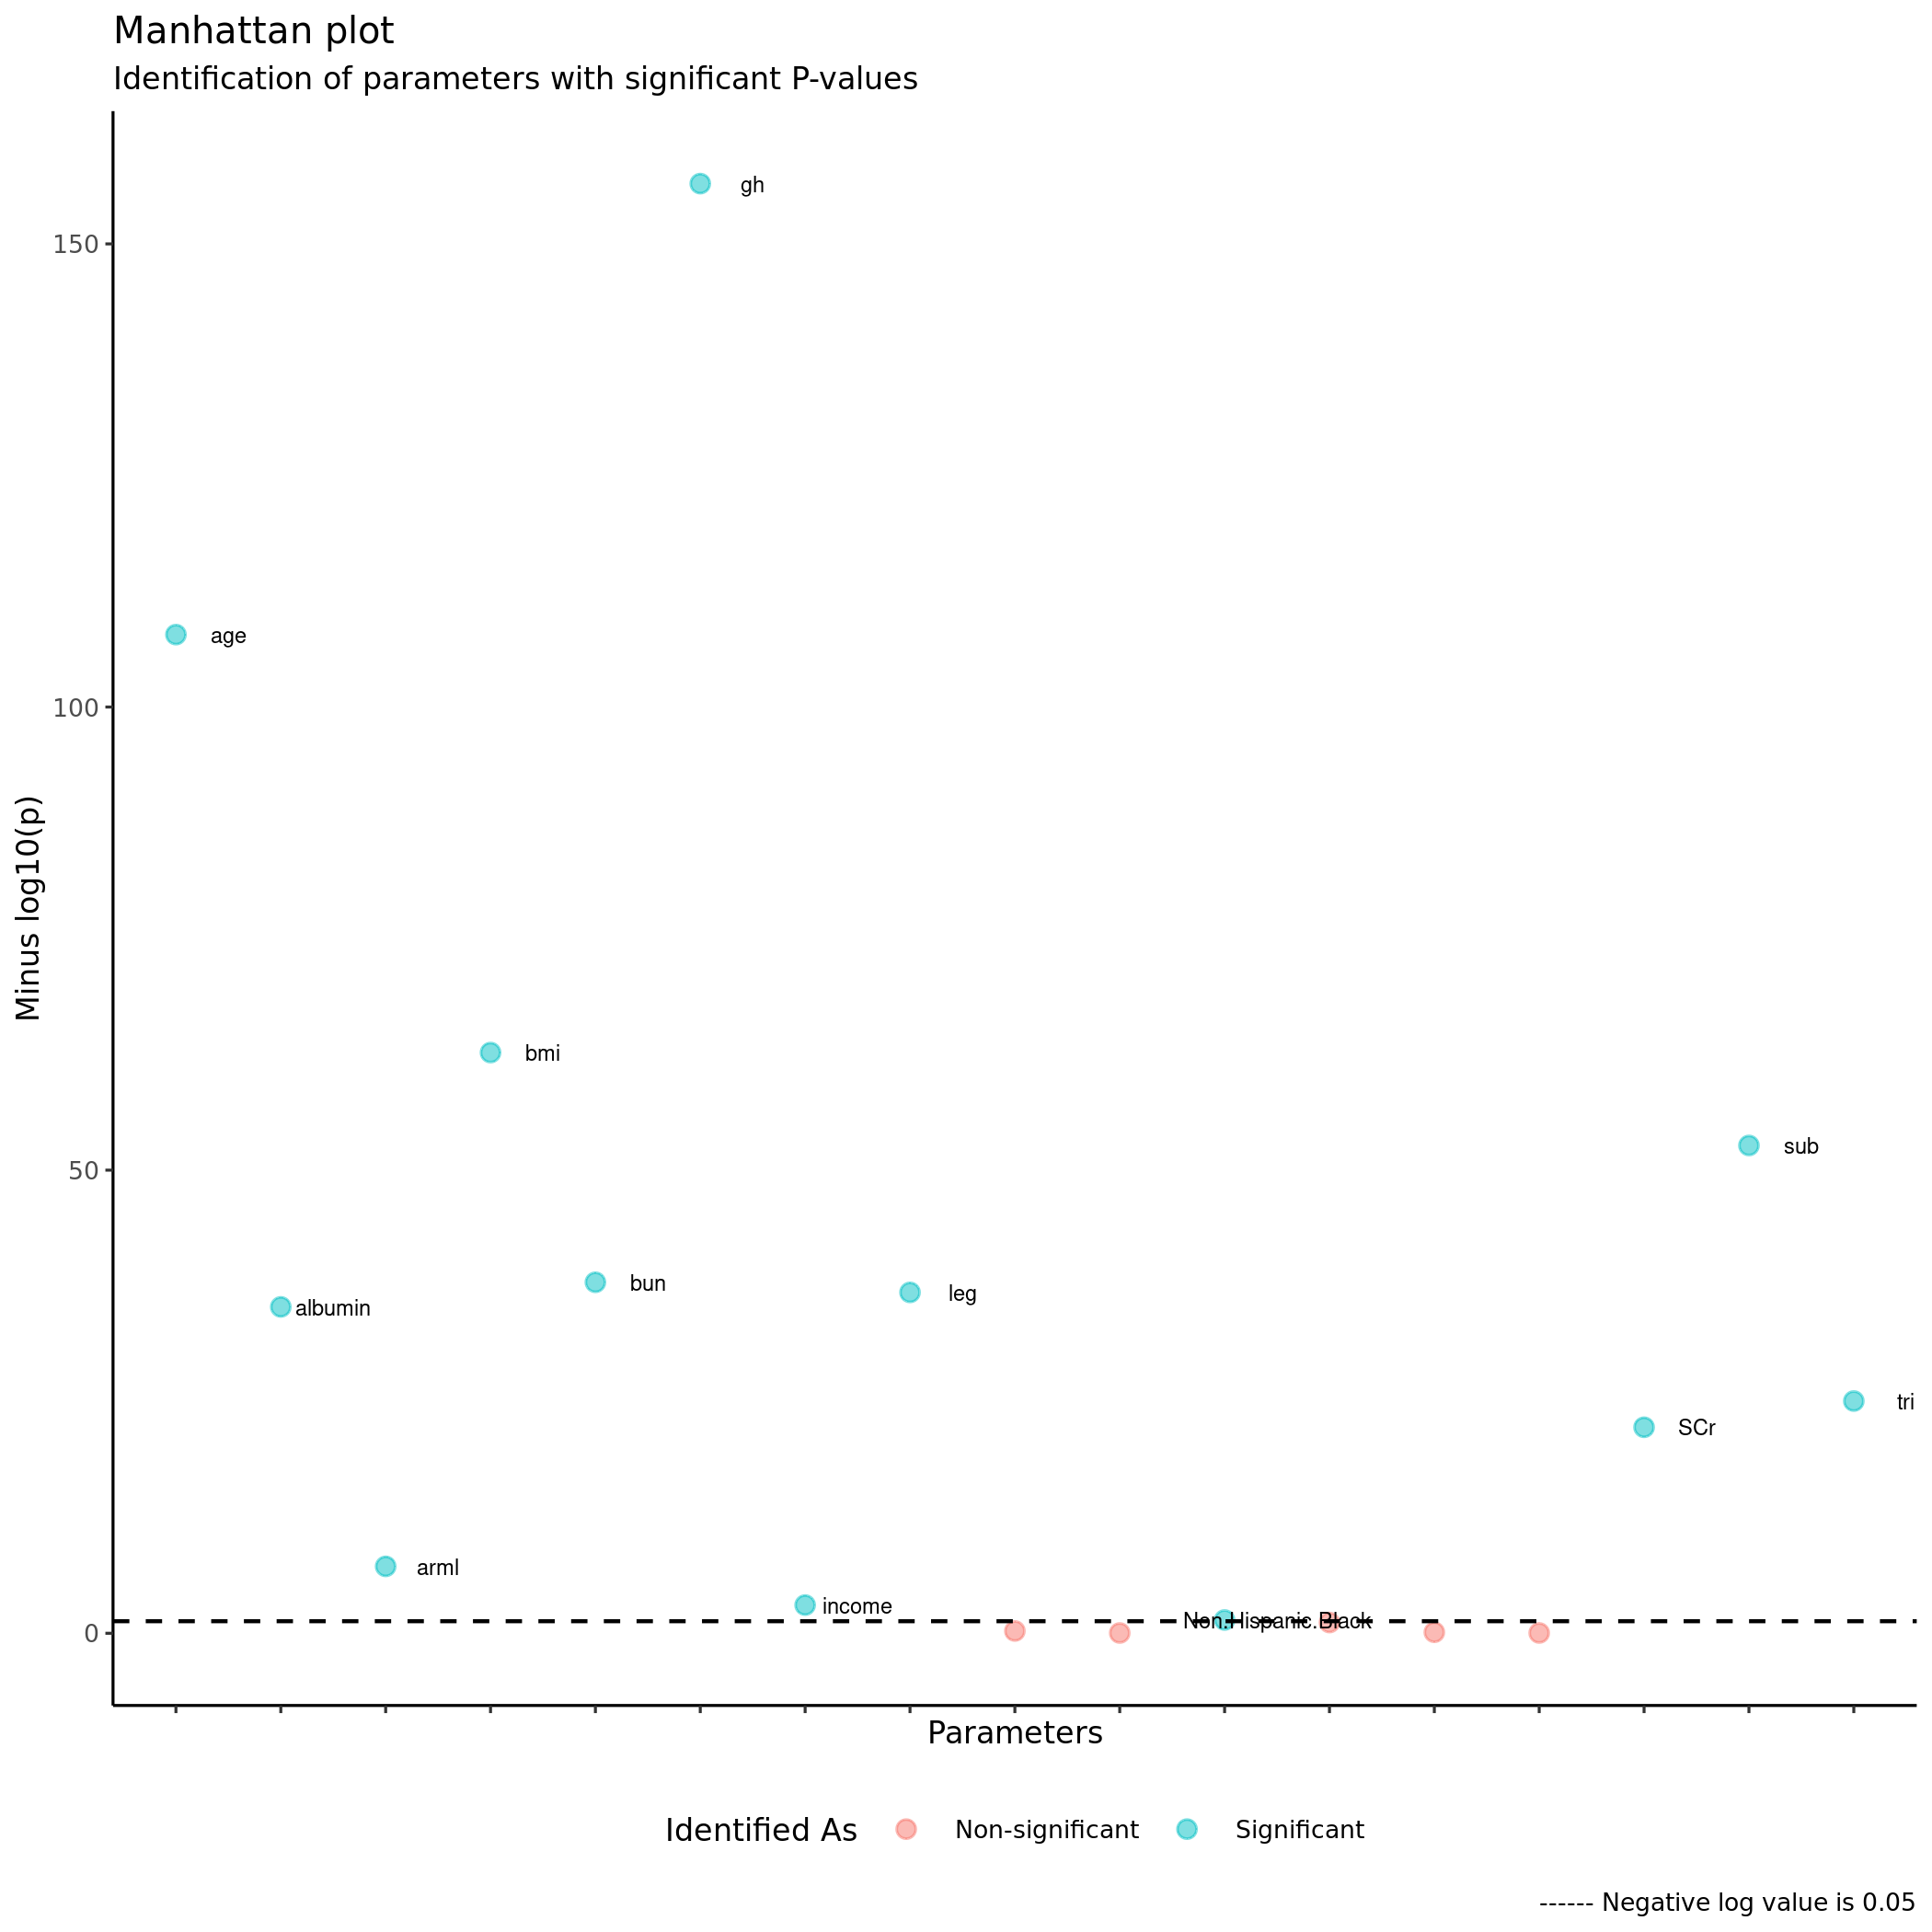 Manhattan plot
Identification of parameters with significant P-values
gh
150
age
100
Minus log10(p)
bmi
sub
50
bun
leg
albumin
tri
SCr
arml
income
Non.Hispanic.Black
0
Parameters
Identified As Non-significant Significant
------ Negative log value is 0.05